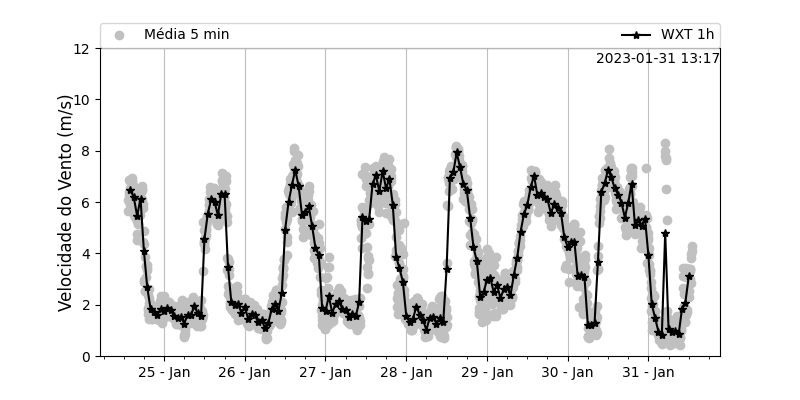 Média 5 min
WXT 1h
2023-01-31 13:17
Velocidade do Vento (m/s)
12
10
8
6
4
2
0
25 - Jan
26 - Jan
27 - Jan
28 - Jan
29 - Jan
30 - Jan
31 - Jan